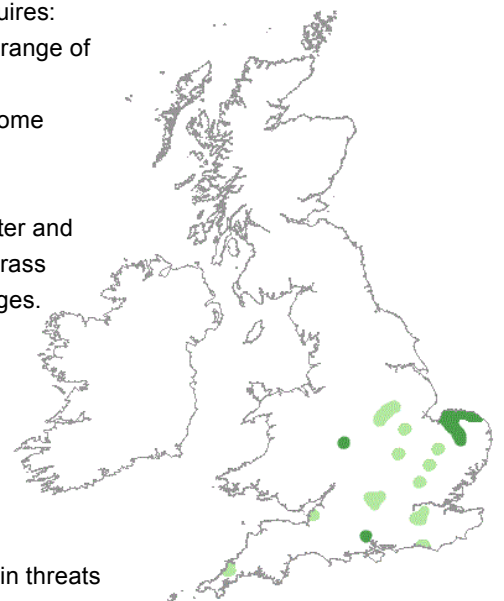 uires:
range of
ome
ter and
rass
ges.
in threats